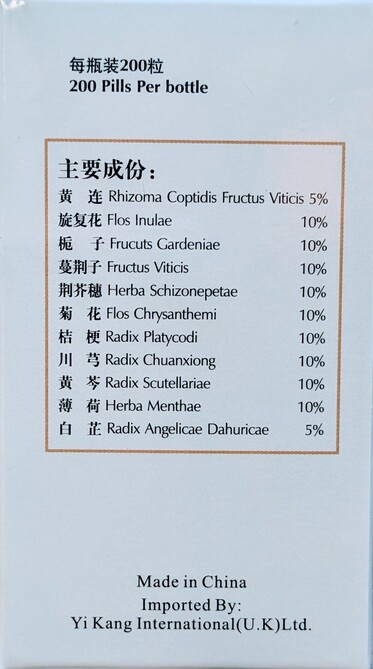 每瓶装200粒
200 Pills Per bottle
主要成份：
黄 连 Rhizoma Coptidis Fructus Viticis 5%
旋复花 Flos Inulae 10%
栀 子 Frucuts Gardeniae 10%
蔓荆子 Fructus Viticis 10%
荆芥穗 Herba Schizonepetae 10%
菊 花 Flos Chrysanthemi 10%
桔 梗 Radix Platycodi 10%
川 芎 Radix Chuanxiong 10%
黄 芩 Radix Scutellariae 10%
薄 荷 Herba Menthae 10%
白 芷 Radix Angelicae Dahuricae 5%
Made in China
Imported By:
Yi Kang International(U.K)Ltd.